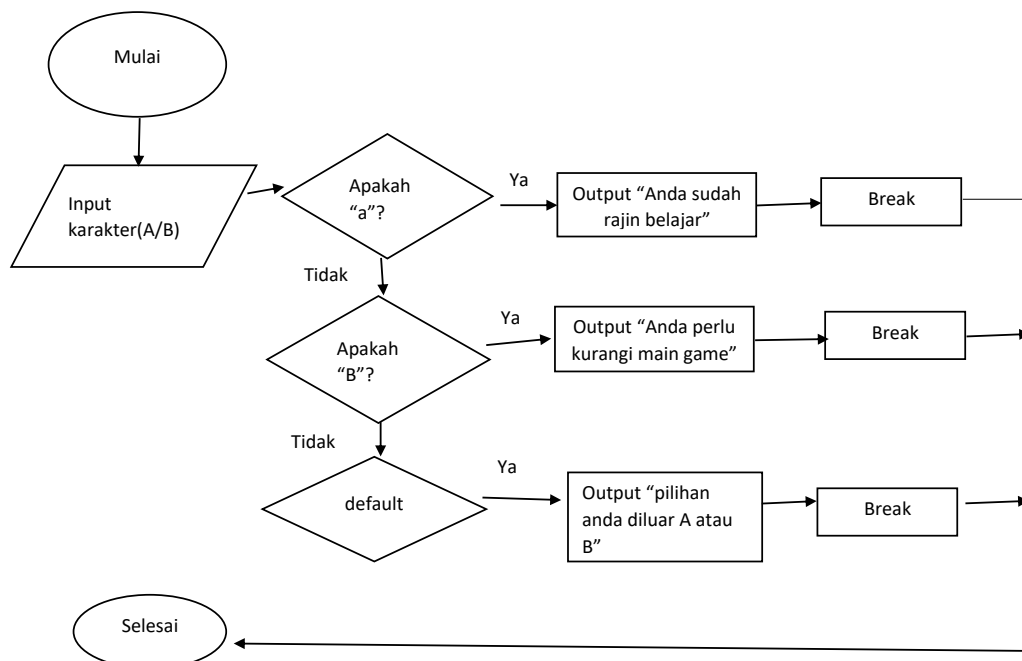 Mulai
Input
karakter(A/B)
Apakah
“a”?
Ya
Output “Anda sudah
rajin belajar”
Break
Tidak
Apakah
“B”?
Ya
Output “Anda perlu
kurangi main game”
Break
Tidak
default
Ya
Output “pilihan
anda diluar A atau
B”
Break
Selesai